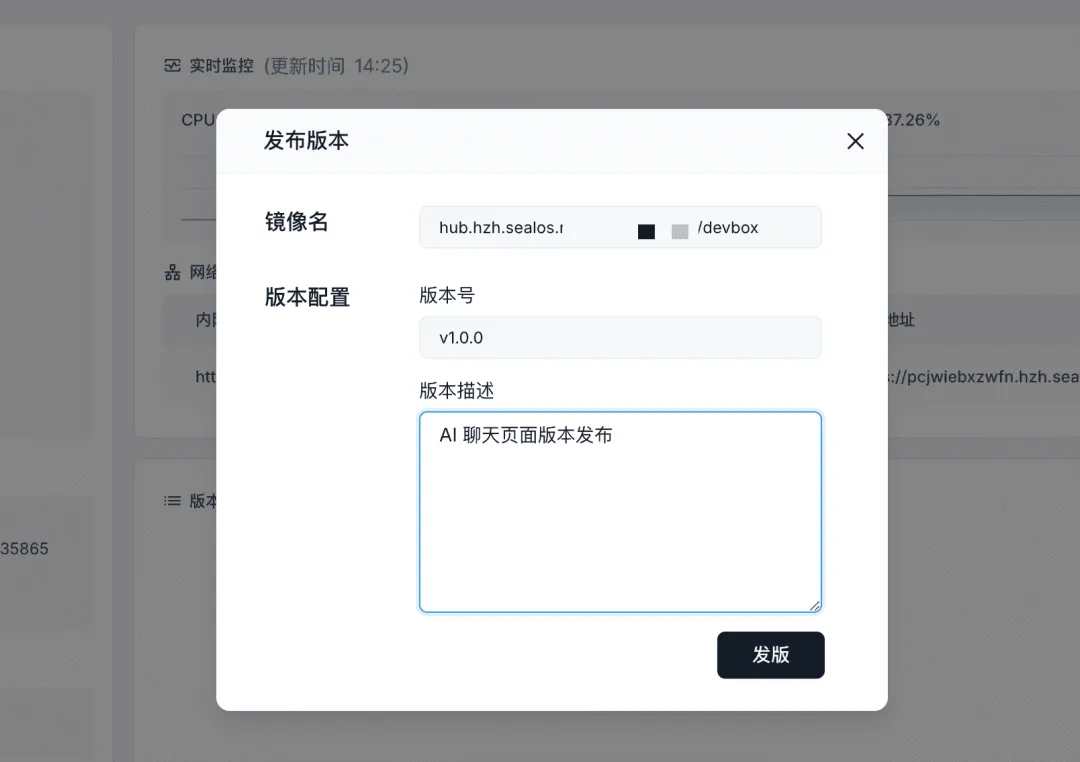 实时监控 (更新时间 14:25)
CPU
37.26%
发布版本
镜像名
hub.hzh.sealos.r /devbox
网络
版本配置
版本号
地址
v1.0.0
htt
s://pcjwiebxzwfn.hzh.sea
版本描述
AI 聊天页面版本发布
版本
35865
发版